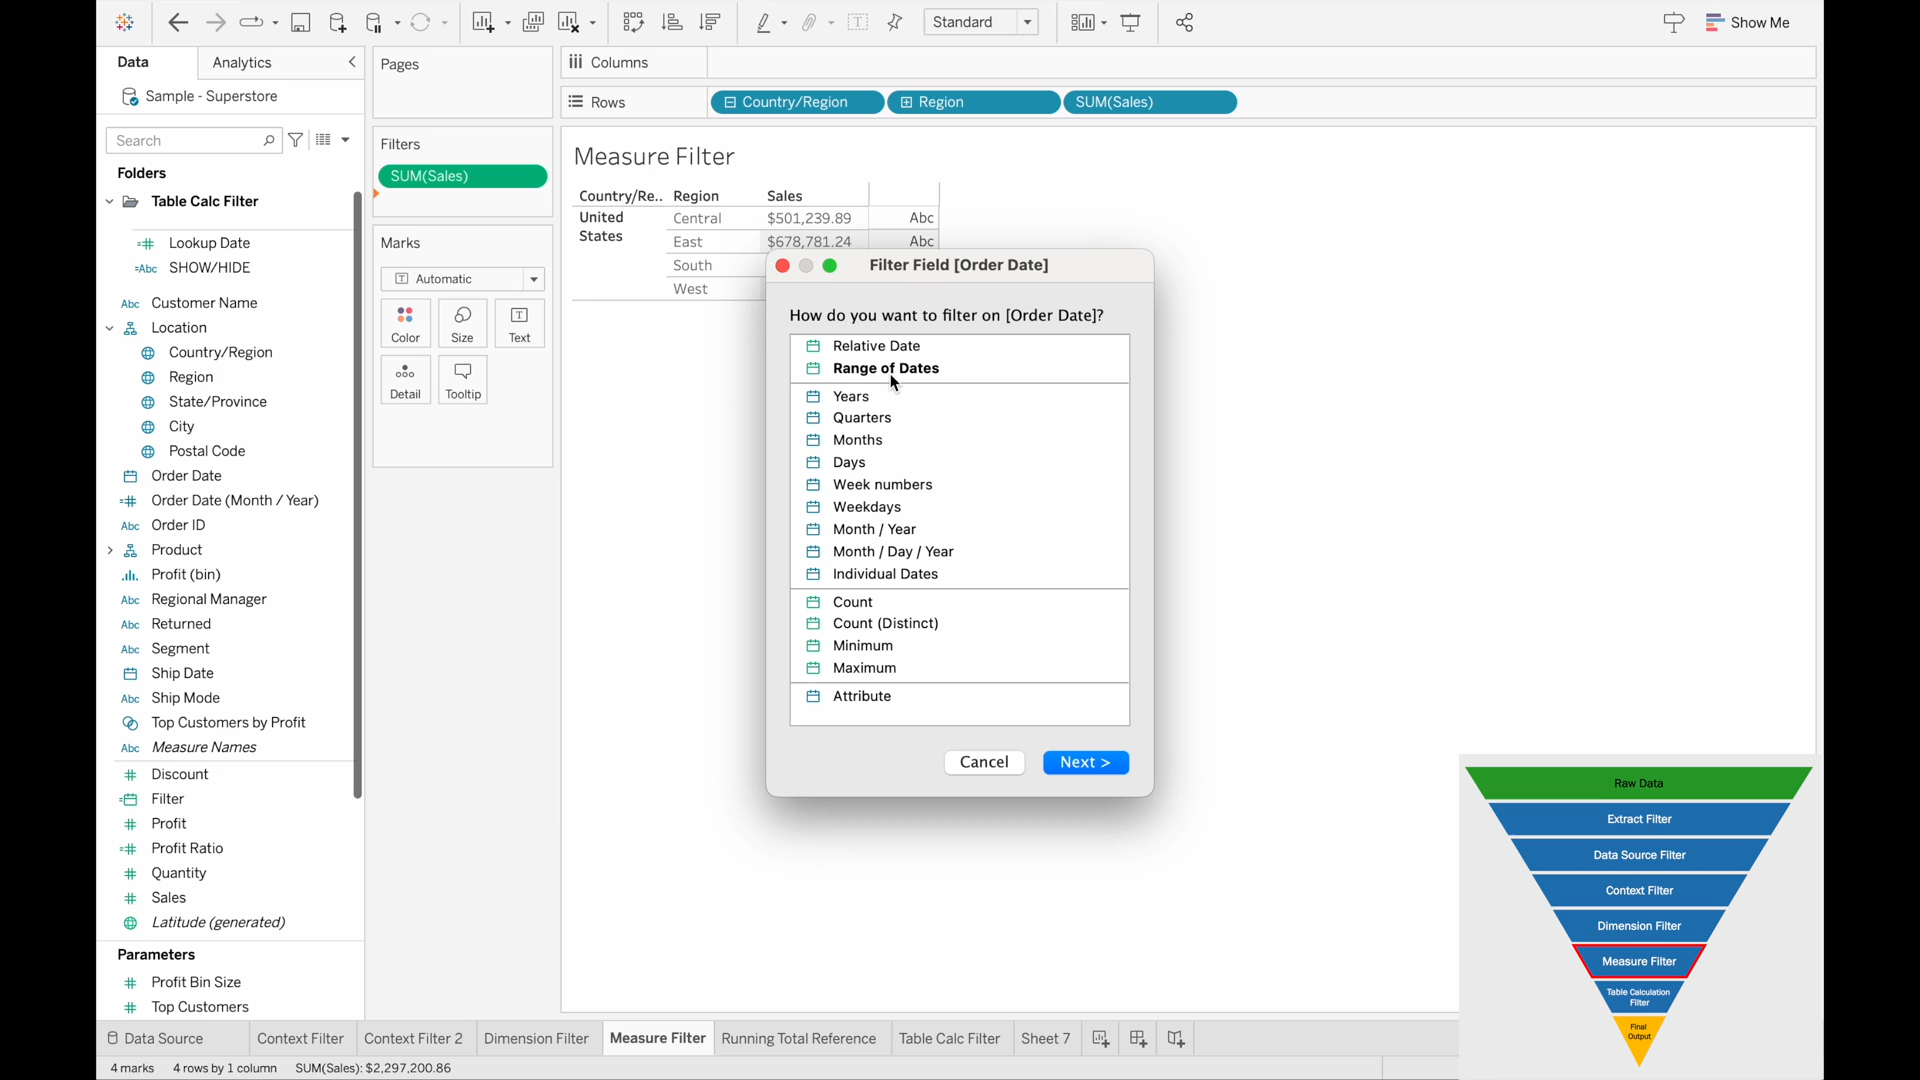 Standard
Show Me
Data
Analytics
Pages
Columns
Sample - Superstore
Rows
Country/Region
Region
SUM(Sales)
Search
Filters
SUM(Sales)
Measure Filter
Folders
Table Calc Filter
Country/Re..
Region
Sales
United States
Central
$501,239.89
Abc
East
$678,781.24
Abc
South
West
Marks
Automatic
Color
Size
Text
Detail
Tooltip
Lookup Date
SHOW/HIDE
Customer Name
Location
Country/Region
Region
State/Province
City
Postal Code
Order Date
Order Date (Month / Year)
Order ID
Product
Profit (bin)
Regional Manager
Returned
Segment
Ship Date
Ship Mode
Top Customers by Profit
Measure Names
Discount
Filter
Profit
Profit Ratio
Quantity
Sales
Latitude (generated)
Parameters
Profit Bin Size
Top Customers
Filter Field [Order Date]
How do you want to filter on [Order Date]?
Relative Date
Range of Dates
Years
Quarters
Months
Days
Week numbers
Weekdays
Month / Year
Month / Day / Year
Individual Dates
Count
Count (Distinct)
Minimum
Maximum
Attribute
Cancel
Next >
Raw Data
Extract Filter
Data Source Filter
Context Filter
Dimension Filter
Measure Filter
Table Calculation
Filter
Final
Output
Data Source
Context Filter
Context Filter 2
Dimension Filter
Measure Filter
Running Total Reference
Table Calc Filter
Sheet 7
4 marks
4 rows by 1 column
SUM(Sales): $2,297,200.86